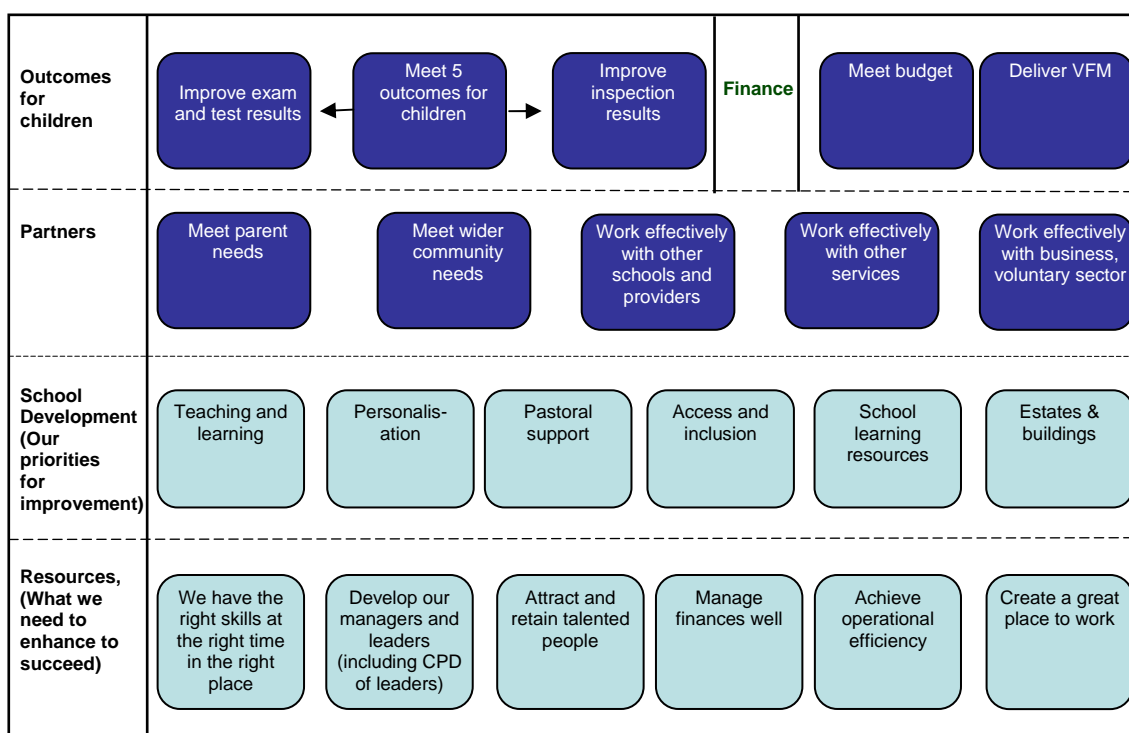 Outcomes
for
children
Improve exam
and test results
Meet 5
outcomes for
children
Improve
inspection
results
Finance
Meet budget
Deliver VFM
Partners
Meet parent
needs
Meet wider
community
needs
Work effectively
with other
schools and
providers
Work effectively
with other
services
Work effectively
with business,
voluntary sector
School
Development
(Our
priorities
for
improvement)
Teaching and
learning
Personalis-
ation
Pastoral
support
Access and
inclusion
School
learning
resources
Estates &
buildings
Resources,
(What we
need to
enhance to
succeed)
We have the
right skills at
the right time
in the right
place
Develop our
managers and
leaders
(including CPD
of leaders)
Attract and
retain talented
people
Manage
finances well
Achieve
operational
efficiency
Create a great
place to work